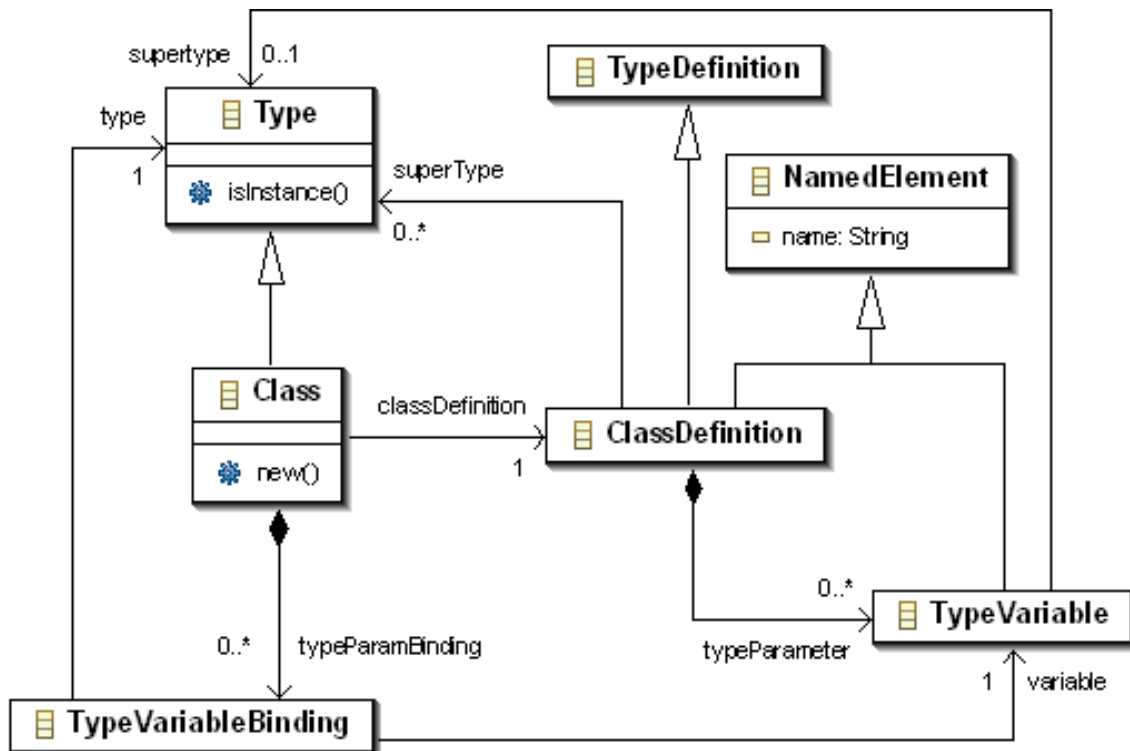 supertype
0..1
TypeDefinition
Type
type
1
isInstance()
superType
0..*
NamedElement
name: String
Class
new()
classDefinition
1
ClassDefinition
0..*
typeParamBinding
0..*
typeParameter
TypeVariable
1
variable
TypeVariableBinding